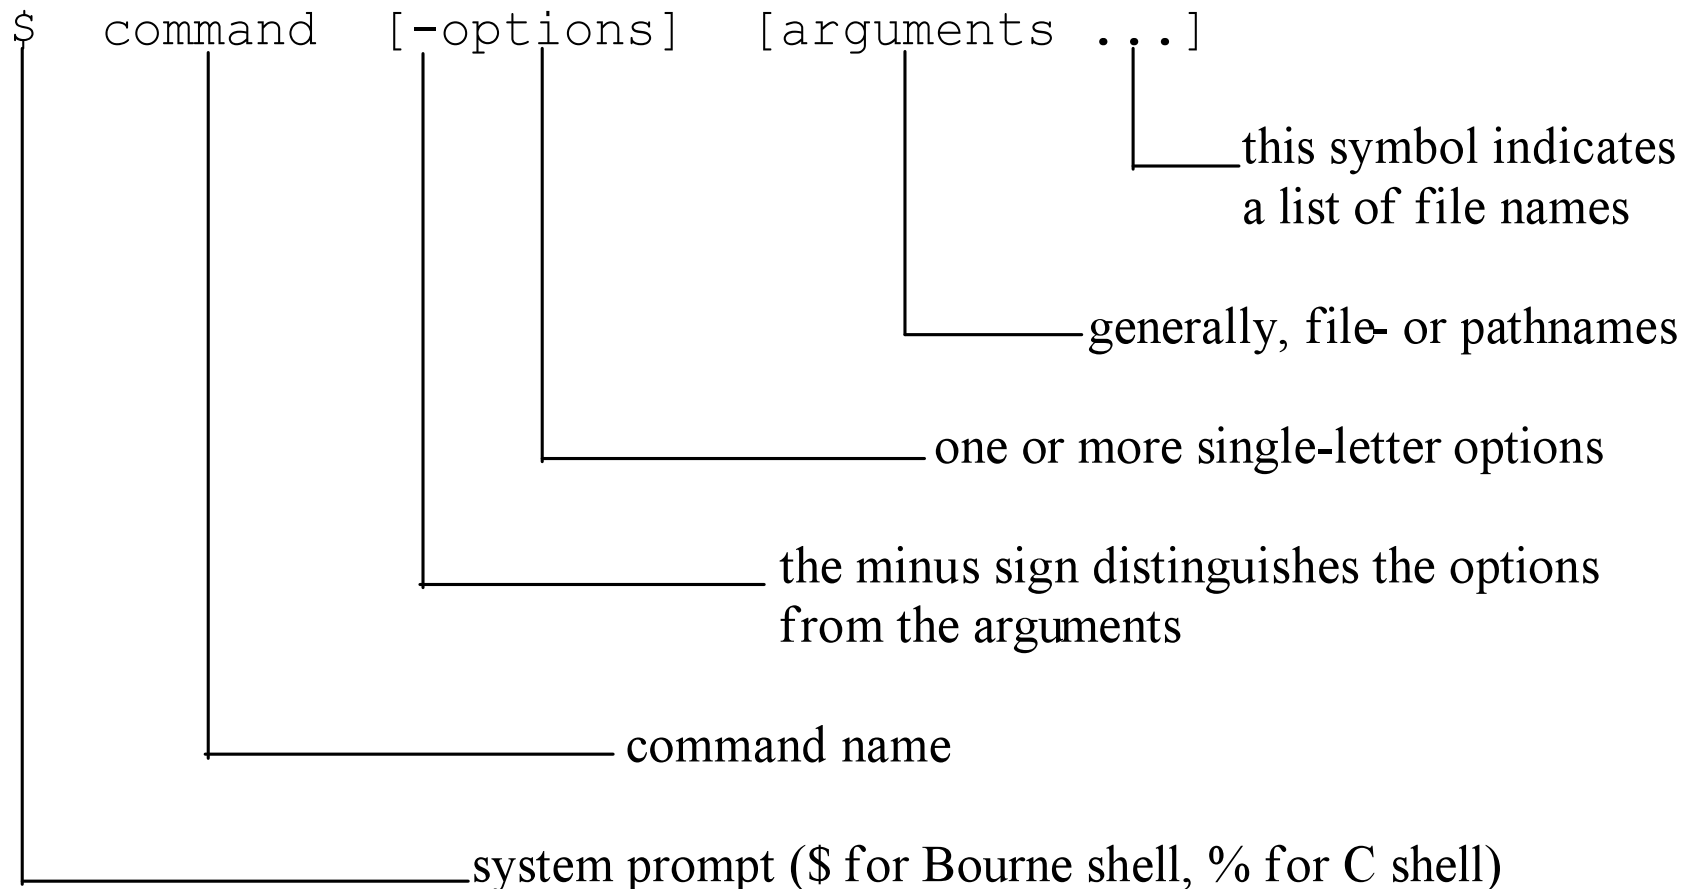 $ command [-options] [arguments ...]
this symbol indicates
a list of file names
generally, file- or pathnames
one or more single-letter options
the minus sign distinguishes the options
from the arguments
command name
system prompt ($ for Bourne shell, % for C shell)